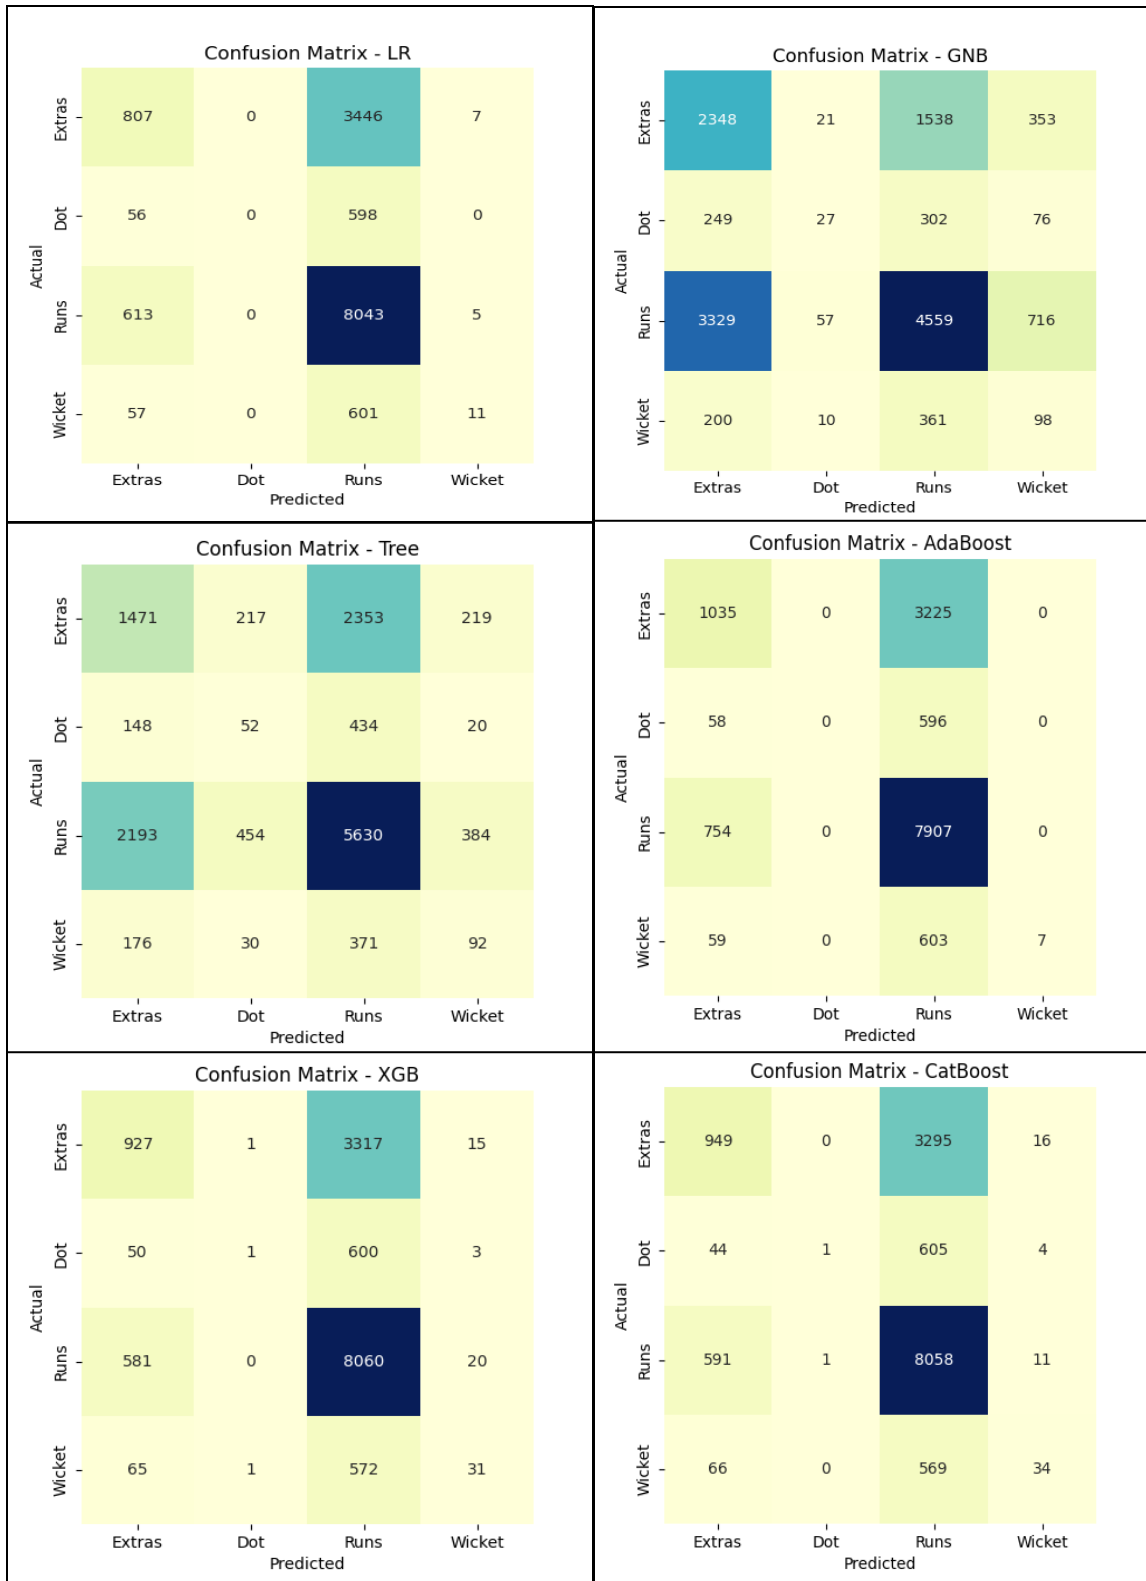 Confusion Matrix - LR
Extras 807 0 3446 7
Dot 56 0 598 0
Runs 613 0 8043 5
Wicket 57 0 601 11
Actual
Extras Dot Runs Wicket
Predicted
Confusion Matrix - GNB
Extras 2348 21 1538 353
Dot 249 27 302 76
Runs 3329 57 4559 716
Wicket 200 10 361 98
Actual
Extras Dot Runs Wicket
Predicted
Confusion Matrix - Tree
Extras 1471 217 2353 219
Dot 148 52 434 20
Runs 2193 454 5630 384
Wicket 176 30 371 92
Actual
Extras Dot Runs Wicket
Predicted
Confusion Matrix - AdaBoost
Extras 1035 0 3225 0
Dot 58 0 596 0
Runs 754 0 7907 0
Wicket 59 0 603 7
Actual
Extras Dot Runs Wicket
Predicted
Confusion Matrix - XGB
Extras 927 1 3317 15
Dot 50 1 600 3
Runs 581 0 8060 20
Wicket 65 1 572 31
Actual
Extras Dot Runs Wicket
Predicted
Confusion Matrix - CatBoost
Extras 949 0 3295 16
Dot 44 1 605 4
Runs 591 1 8058 11
Wicket 66 0 569 34
Actual
Extras Dot Runs Wicket
Predicted